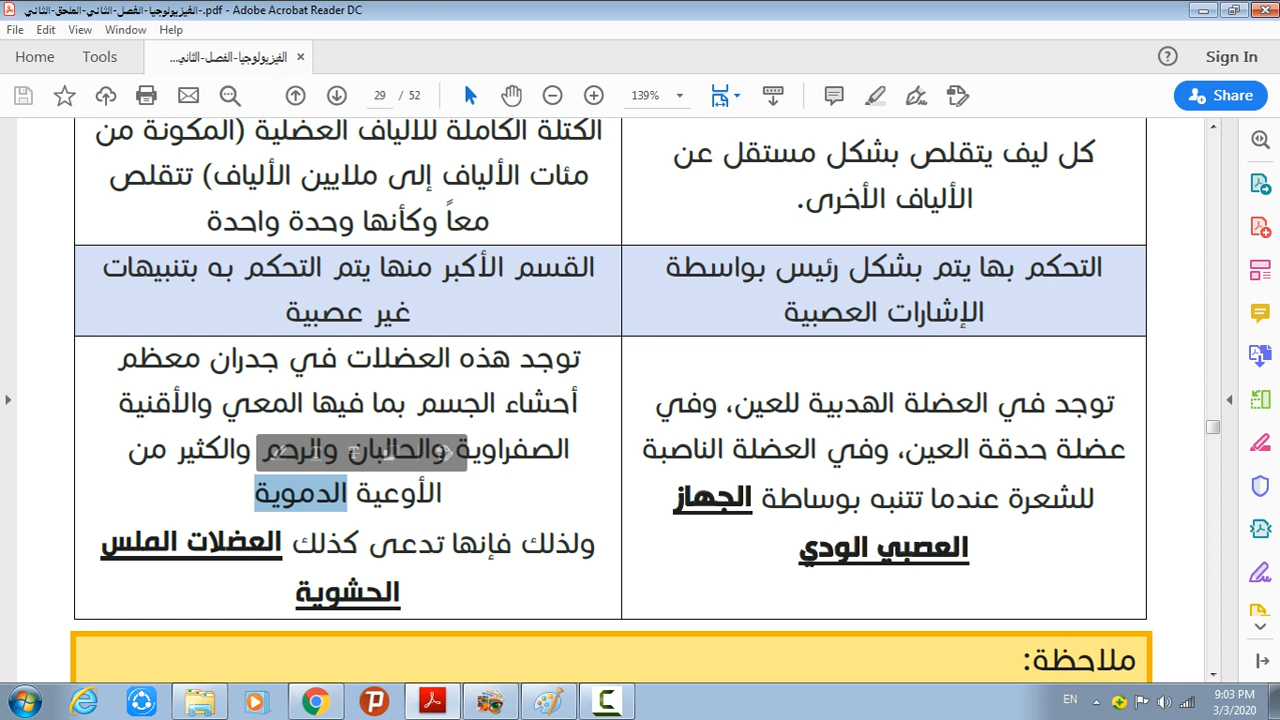 الفيزيولوجيا-الفصل-الثاني-الملحق-الثاني-.pdf - Adobe Acrobat Reader DC
File Edit View Window Help
Home Tools الفيزيولوجيا-الفصل-الثاني... × Sign In
29 / 52 139% Share
كل ليف يتقلص بشكل مستقل عن
الألياف الأخرى.
الكتلة الكاملة للألياف العضلية (المكونة من
مئات الألياف إلى ملايين الألياف) تتقلص
معاً وكأنها وحدة واحدة
التحكم بها يتم بشكل رئيس بواسطة
الإشارات العصبية
القسم الأكبر منها يتم التحكم به بتنبيهات
غير عصبية
توجد في العضلة الهدبية للعين، وفي
عضلة حدقة العين، وفي العضلة الناصبة
للشعرة عندما تتنبه بوساطة الجهاز
العصبي الودي
توجد هذه العضلات في جدران معظم
أحشاء الجسم بما فيها المعي والأقنية
الصفراوية والحالبان والرحم والكثير من
الأوعية الدموية
ولذلك فإنها تدعى كذلك العضلات الملس
الحشوية
ملاحظة:
EN 9:03 PM
3/3/2020